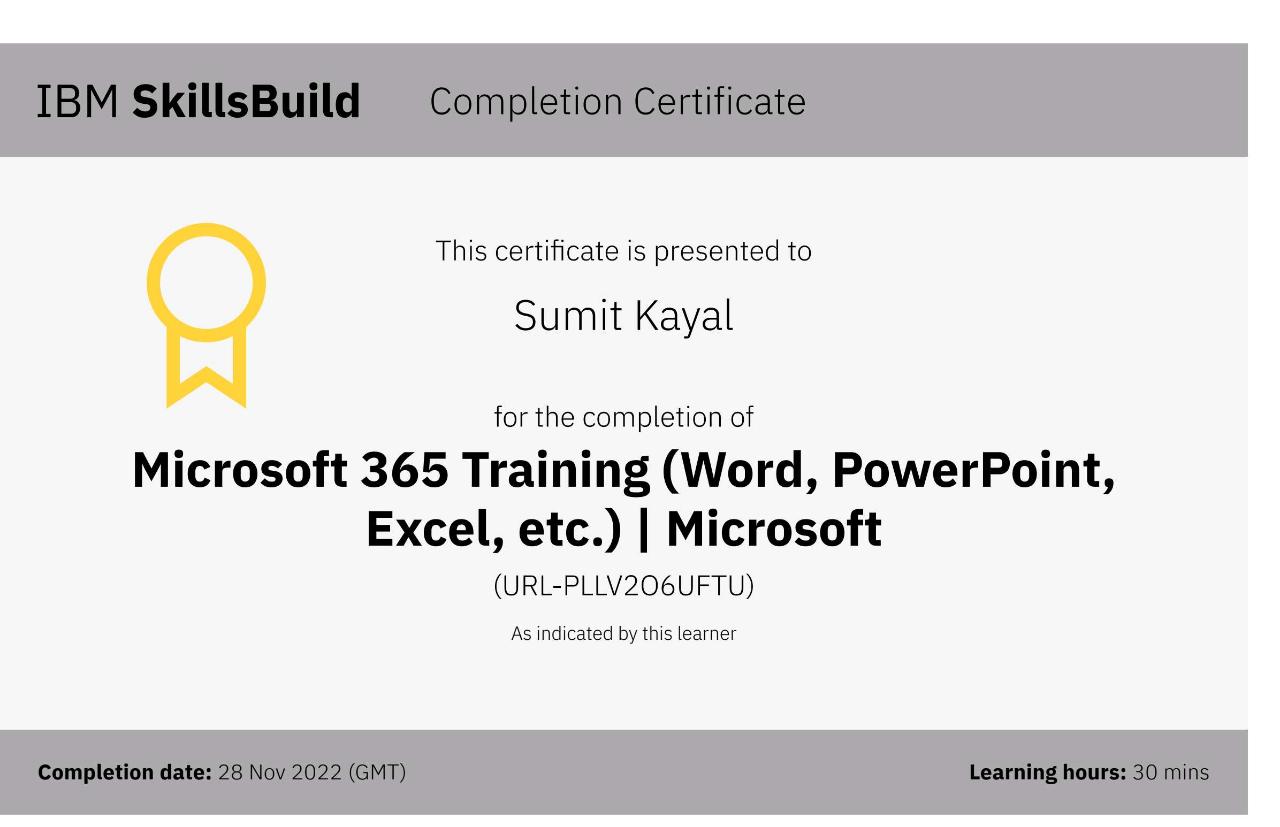 IBM SkillsBuild Completion Certificate
This certificate is presented to
Sumit Kayal
for the completion of
Microsoft 365 Training (Word, PowerPoint,
Excel, etc.) | Microsoft
(URL-PLLV2O6UFTU)
As indicated by this learner
Completion date: 28 Nov 2022 (GMT) Learning hours: 30 mins